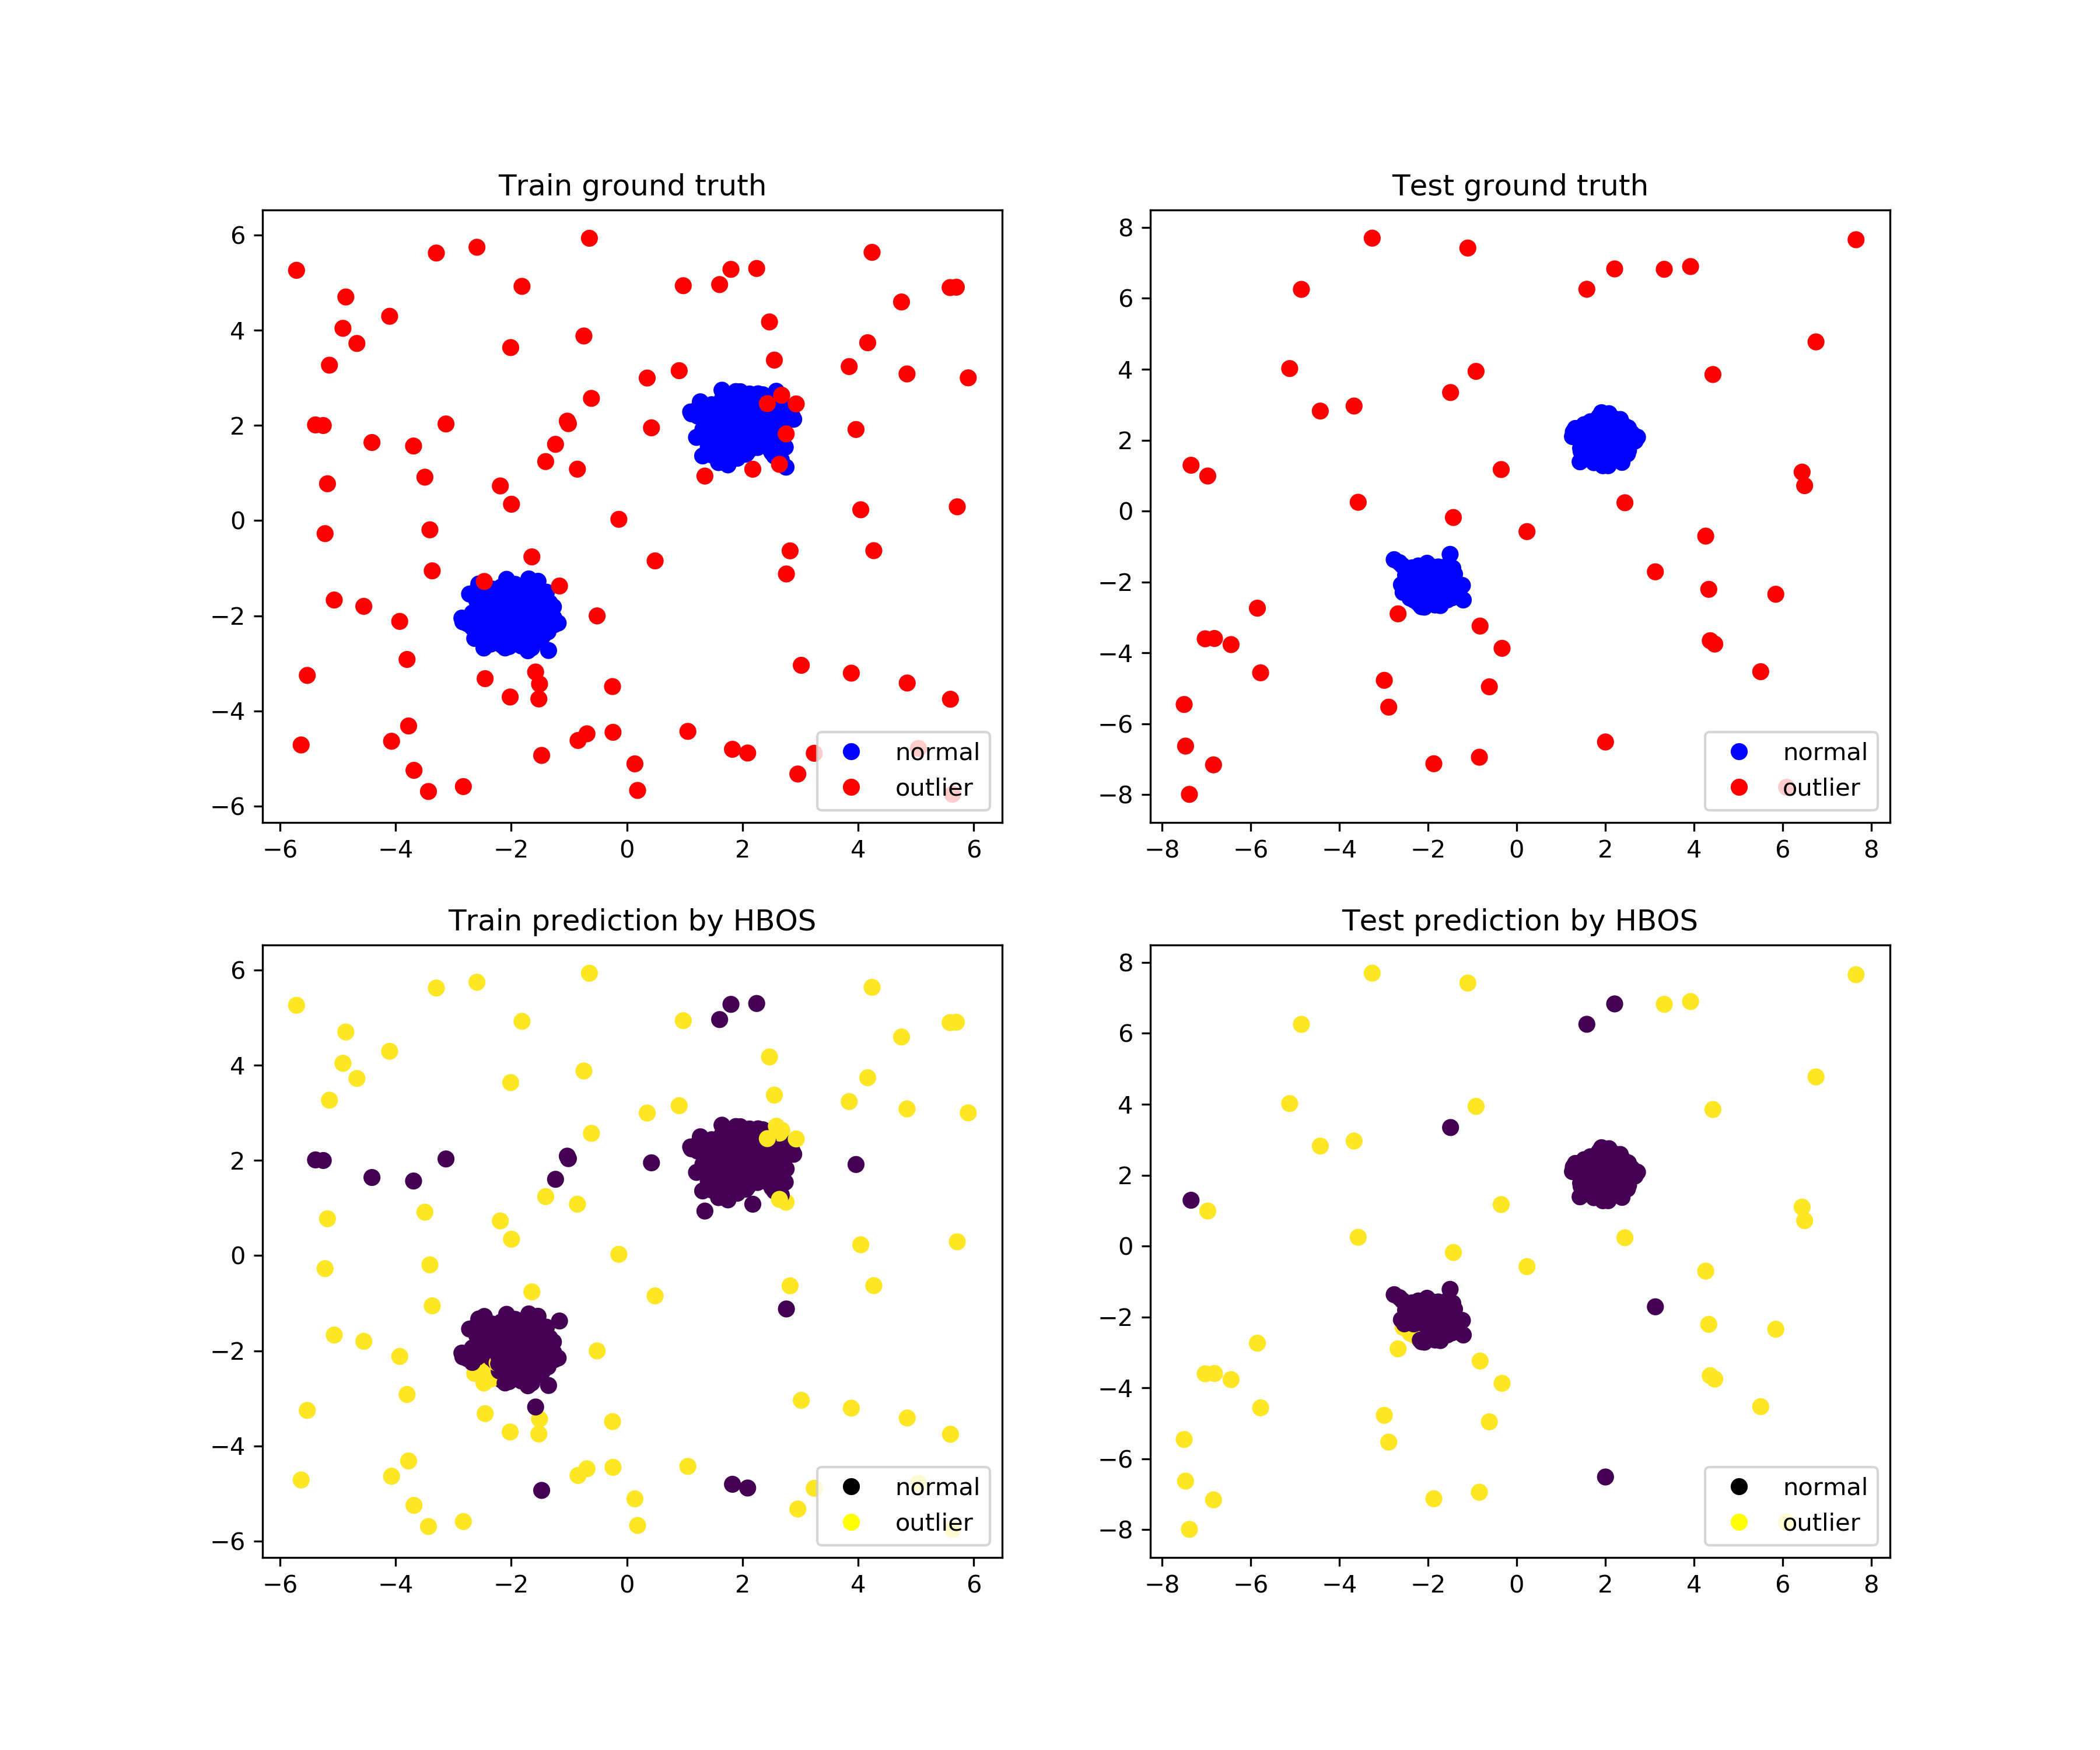 Train ground truth
6
4
2
0
−2
−4
−6
−6 −4 −2 0 2 4 6
normal
outlier
Test ground truth
8
6
4
2
0
−2
−4
−6
−8
−8 −6 −4 −2 0 2 4 6 8
normal
outlier
Train prediction by HBOS
6
4
2
0
−2
−4
−6
−6 −4 −2 0 2 4 6
normal
outlier
Test prediction by HBOS
8
6
4
2
0
−2
−4
−6
−8
−8 −6 −4 −2 0 2 4 6 8
normal
outlier